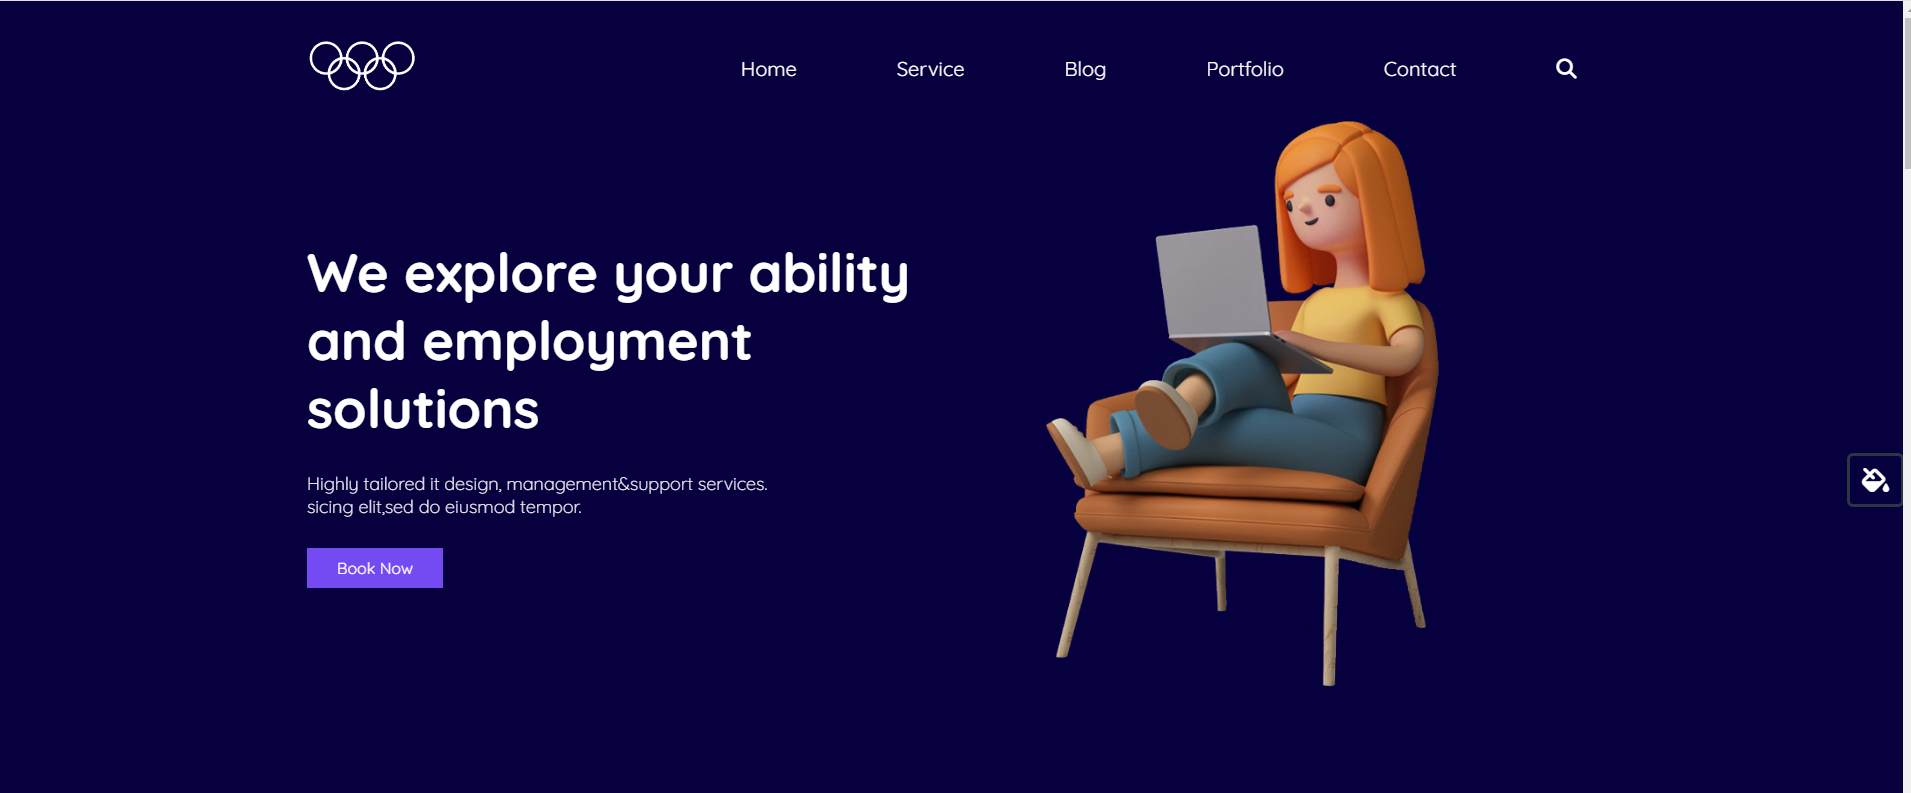 Home Service Blog Portfolio Contact
We explore your ability
and employment
solutions
Highly tailored it design, management&support services.
sicing elit,sed do eiusmod tempor.
Book Now